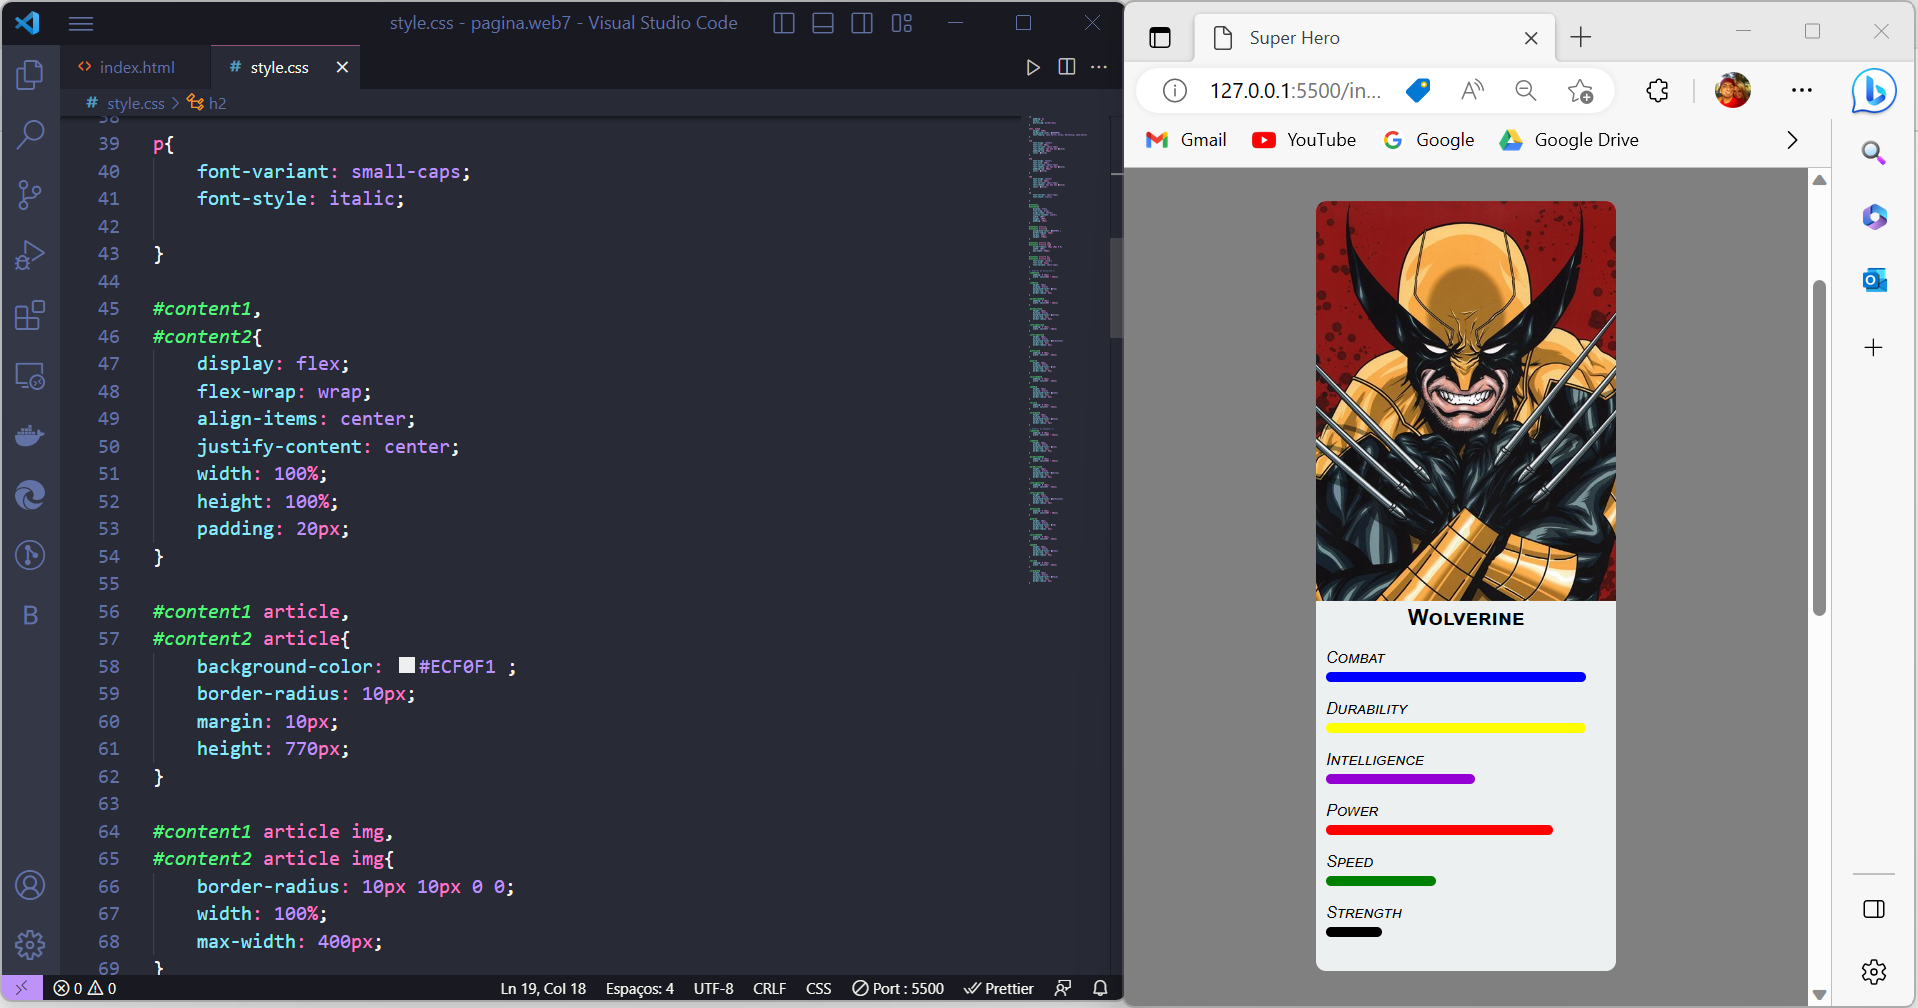 style.css - pagina.web7 - Visual Studio Code
index.html
# style.css
# style.css > h2
38
39 p{
40 font-variant: small-caps;
41 font-style: italic;
42
43 }
44
45 #content1,
46 #content2{
47 display: flex;
48 flex-wrap: wrap;
49 align-items: center;
50 justify-content: center;
51 width: 100%;
52 height: 100%;
53 padding: 20px;
54 }
55
56 #content1 article,
57 #content2 article{
58 background-color: #ECF0F1 ;
59 border-radius: 10px;
60 margin: 10px;
61 height: 770px;
62 }
63
64 #content1 article img,
65 #content2 article img{
66 border-radius: 10px 10px 0 0;
67 width: 100%;
68 max-width: 400px;
69 }
B
0 0 Ln 19, Col 18 Espaços: 4 UTF-8 CRLF CSS Port : 5500 Prettier
Super Hero
127.0.0.1:5500/in...
Gmail YouTube Google Google Drive
Wolverine
Combat
Durability
Intelligence
Power
Speed
Strength